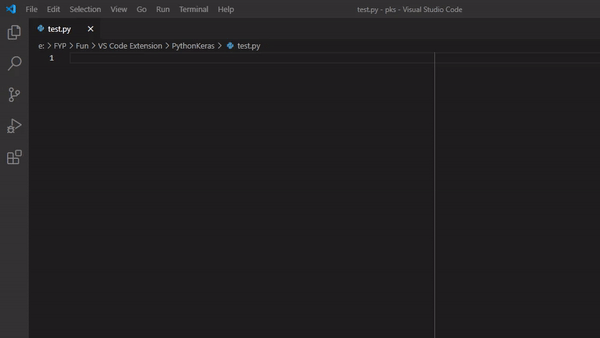 File Edit Selection View Go Run Terminal Help test.py - pks - Visual Studio Code
test.py
e: > FYP > Fun > VS Code Extension > PythonKeras > test.py
1